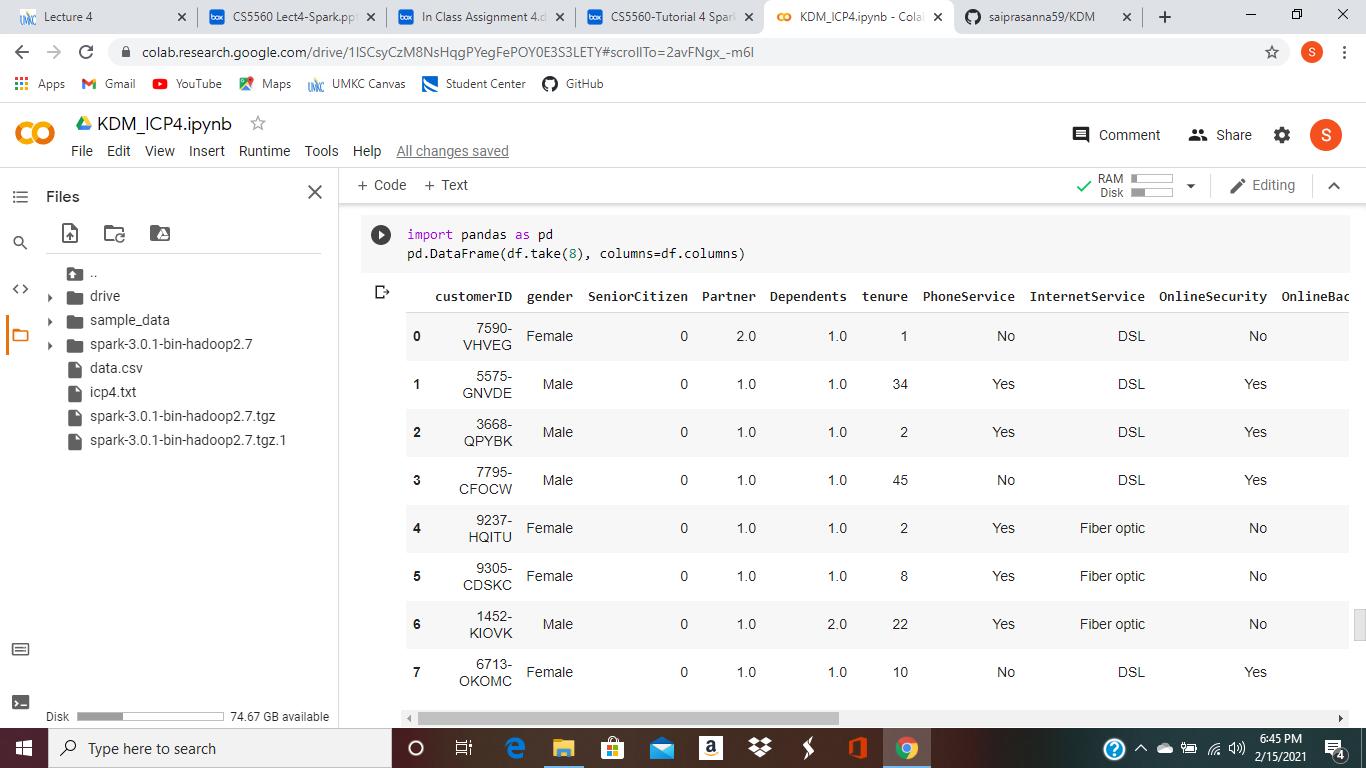 Lecture 4
CS5560 Lect4-Spark.ppt
In Class Assignment 4.d
CS5560-Tutorial 4 Spark
KDM_ICP4.ipynb - Colab
saiprasanna59/KDM
colab.research.google.com/drive/1ISCsyCzM8NsHqgPYegFePOY0E3S3LETY#scrollTo=2avFNgx_-m6I
S
Apps
Gmail
YouTube
Maps
UMKC Canvas
Student Center
GitHub
KDM_ICP4.ipynb
Comment
Share
S
File Edit View Insert Runtime Tools Help All changes saved
Files
+ Code + Text
RAM
Disk
Editing
..
drive
sample_data
spark-3.0.1-bin-hadoop2.7
data.csv
icp4.txt
spark-3.0.1-bin-hadoop2.7.tgz
spark-3.0.1-bin-hadoop2.7.tgz.1
Disk 74.67 GB available
import pandas as pd
pd.DataFrame(df.take(8), columns=df.columns)
customerID gender SeniorCitizen Partner Dependents tenure PhoneService InternetService OnlineSecurity OnlineBac
0 7590-VHVEG Female 0 2.0 1.0 1 No DSL No
1 5575-GNVDE Male 0 1.0 1.0 34 Yes DSL Yes
2 3668-QPYBK Male 0 1.0 1.0 2 Yes DSL Yes
3 7795-CFOCW Male 0 1.0 1.0 45 No DSL Yes
4 9237-HQITU Female 0 1.0 1.0 2 Yes Fiber optic No
5 9305-CDSKC Female 0 1.0 1.0 8 Yes Fiber optic No
6 1452-KIOVK Male 0 1.0 2.0 22 Yes Fiber optic No
7 6713-OKOMC Female 0 1.0 1.0 10 No DSL Yes
Type here to search
6:45 PM
2/15/2021
4